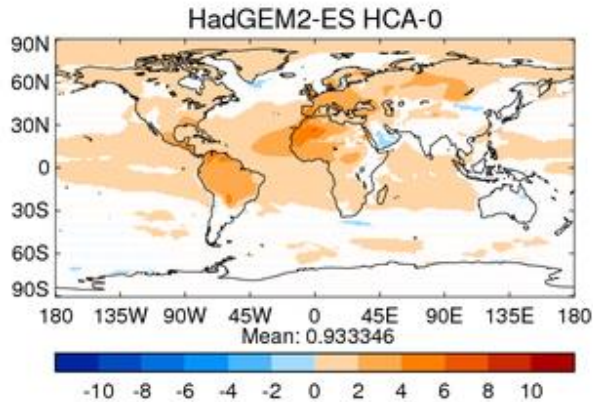 HadGEM2-ES HCA-0
90N
60N
30N
0
30S
60S
90S
180 135W 90W 45W 0 45E 90E 180
Mean: 0.933346
-10 -8 -6 -4 -2 0 2 4 6 8 10